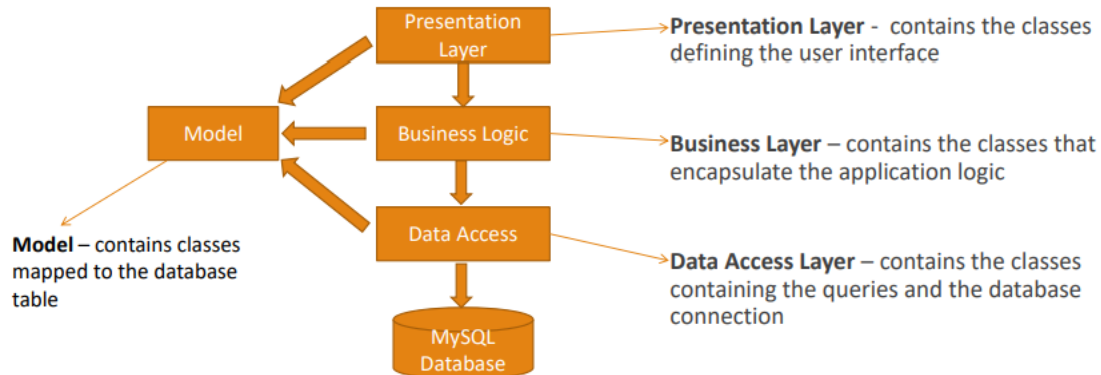 Presentation
Layer
Presentation Layer - contains the classes
defining the user interface
Model
Business Logic
Business Layer – contains the classes that
encapsulate the application logic
Data Access
Model – contains classes
mapped to the database
table
Data Access Layer – contains the classes
containing the queries and the database
connection
MySQL
Database